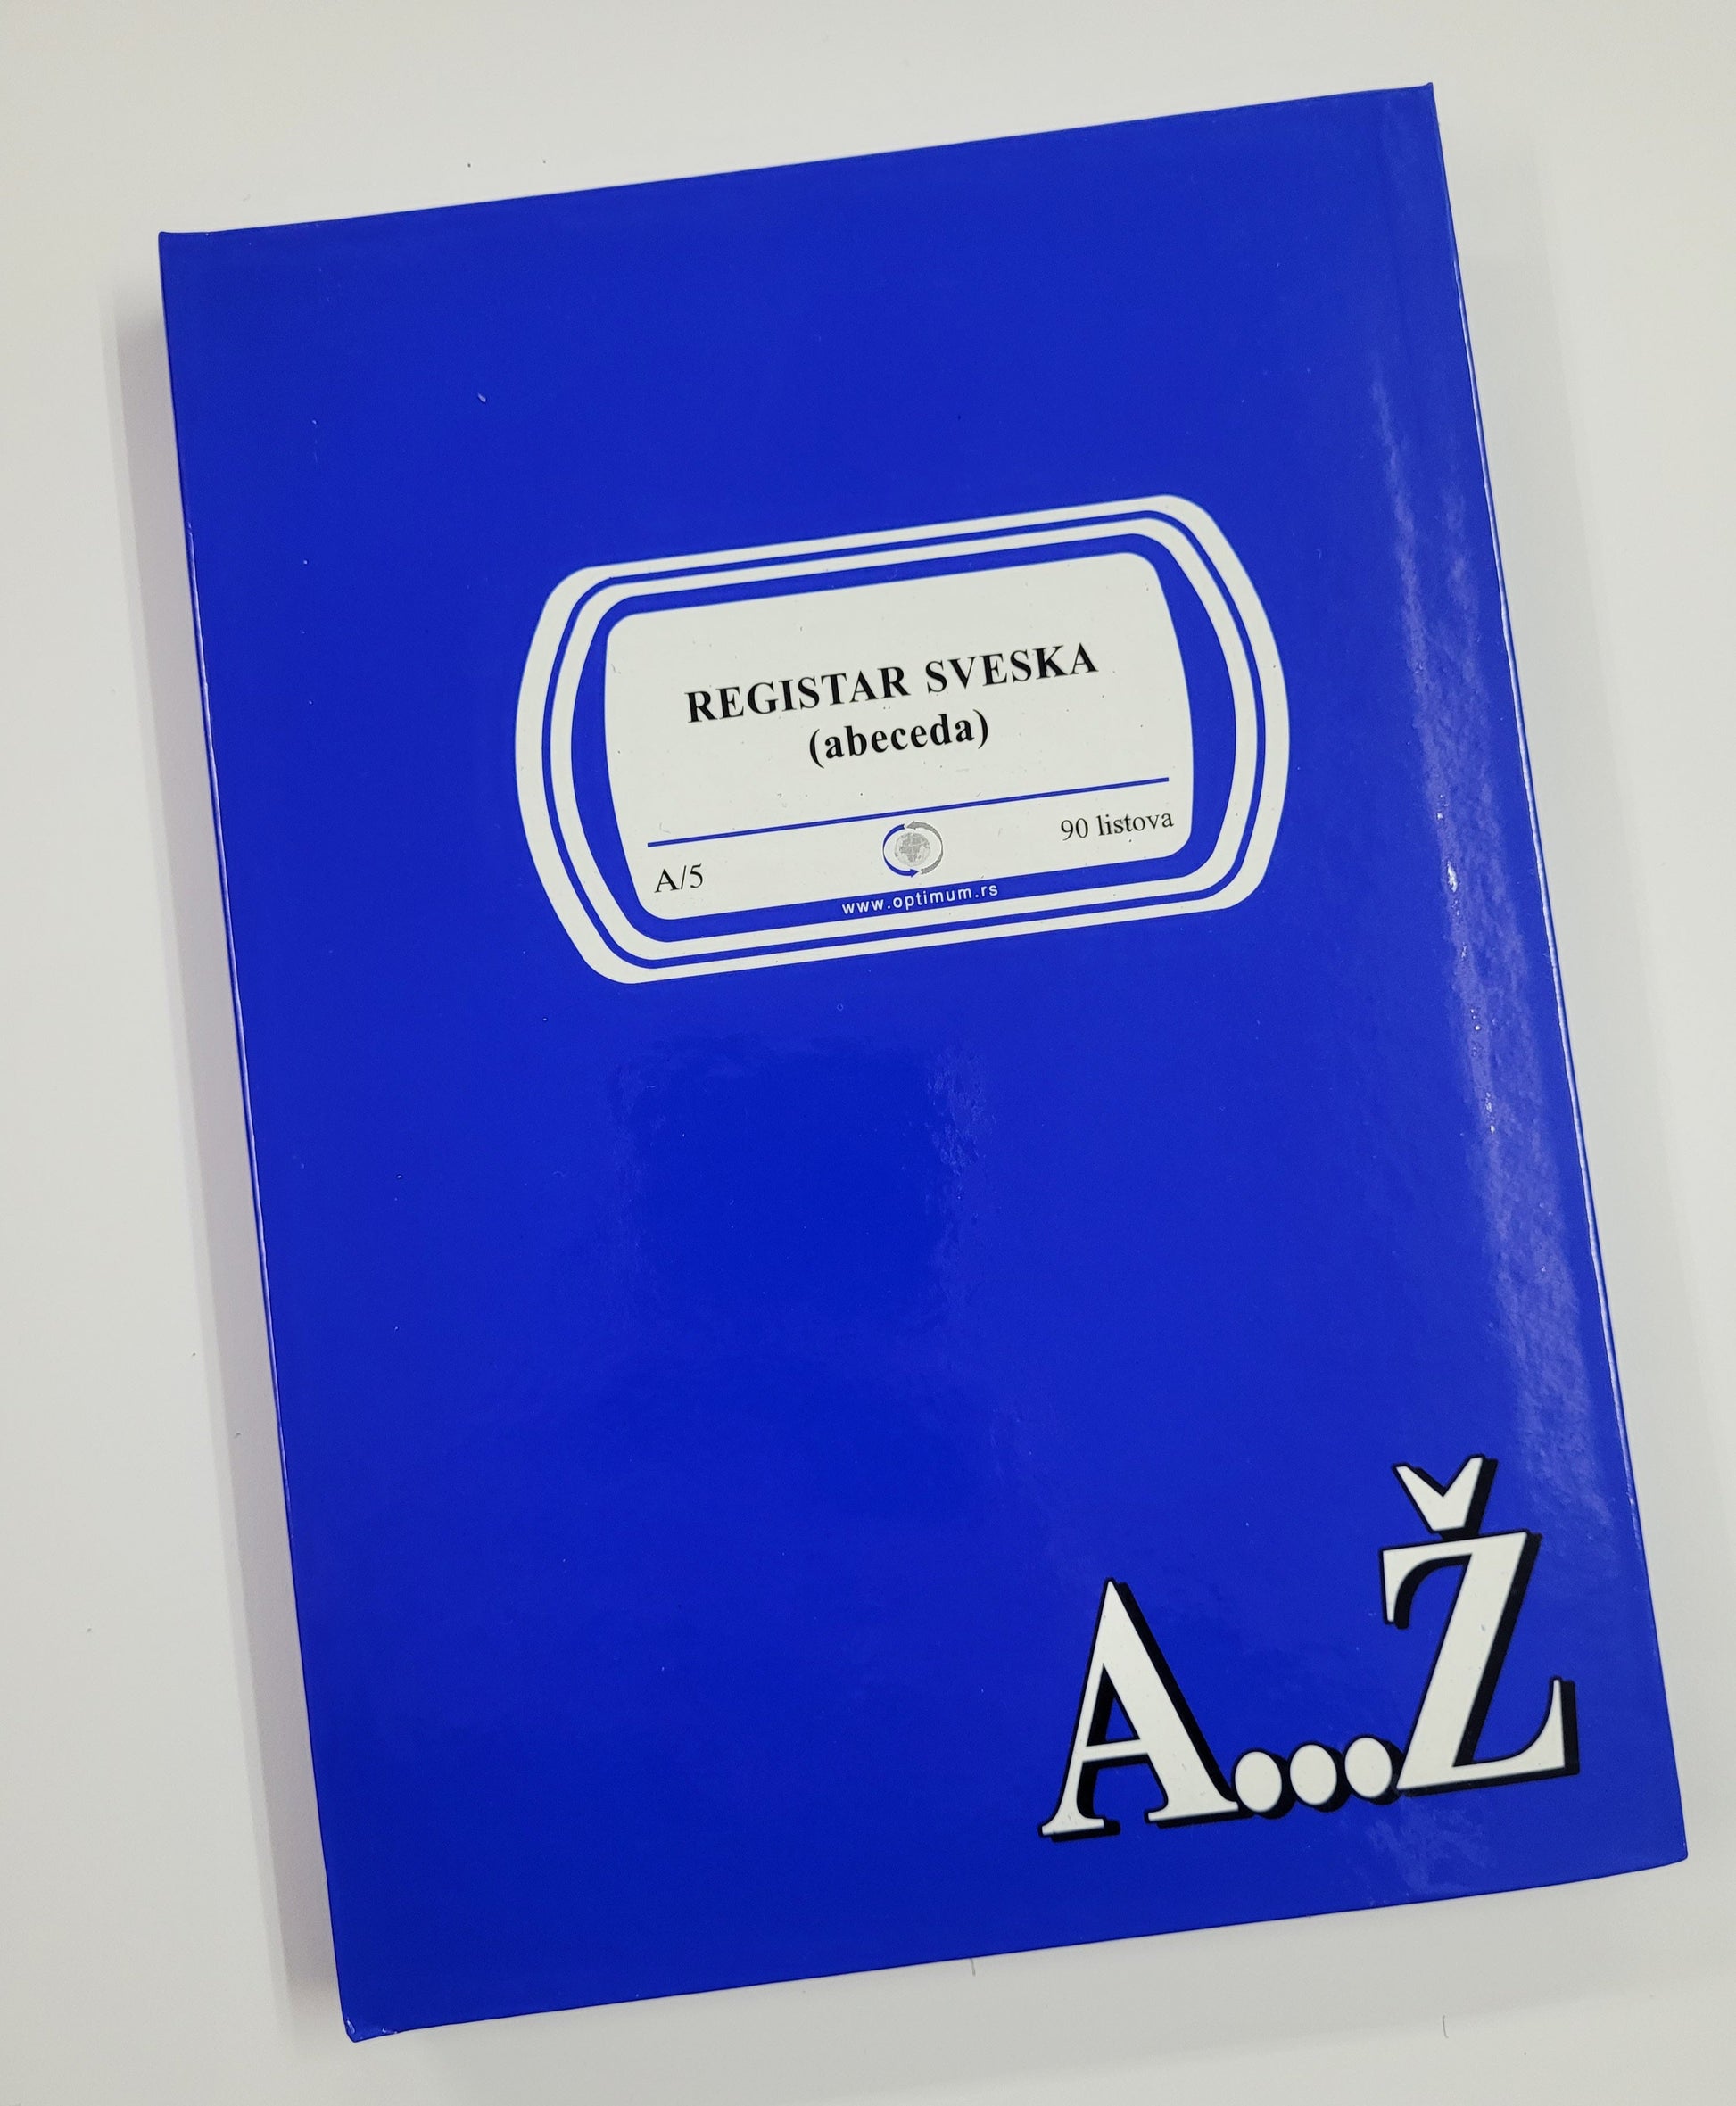 REGISTAR SVESKA
(abeceda)
A/5
90 listova
www.optimum.rs
A...Ž